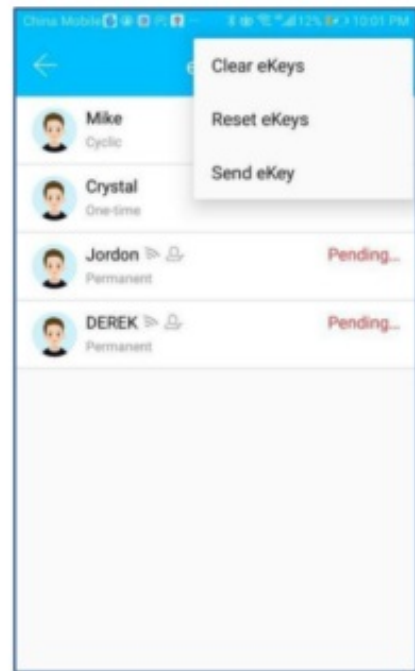 China Mobile 12% 10:01 PM
Clear eKeys
Reset eKeys
Send eKey
Mike
Cyclic
Crystal
One-time
Jordon Pending...
Permanent
DEREK Pending...
Permanent